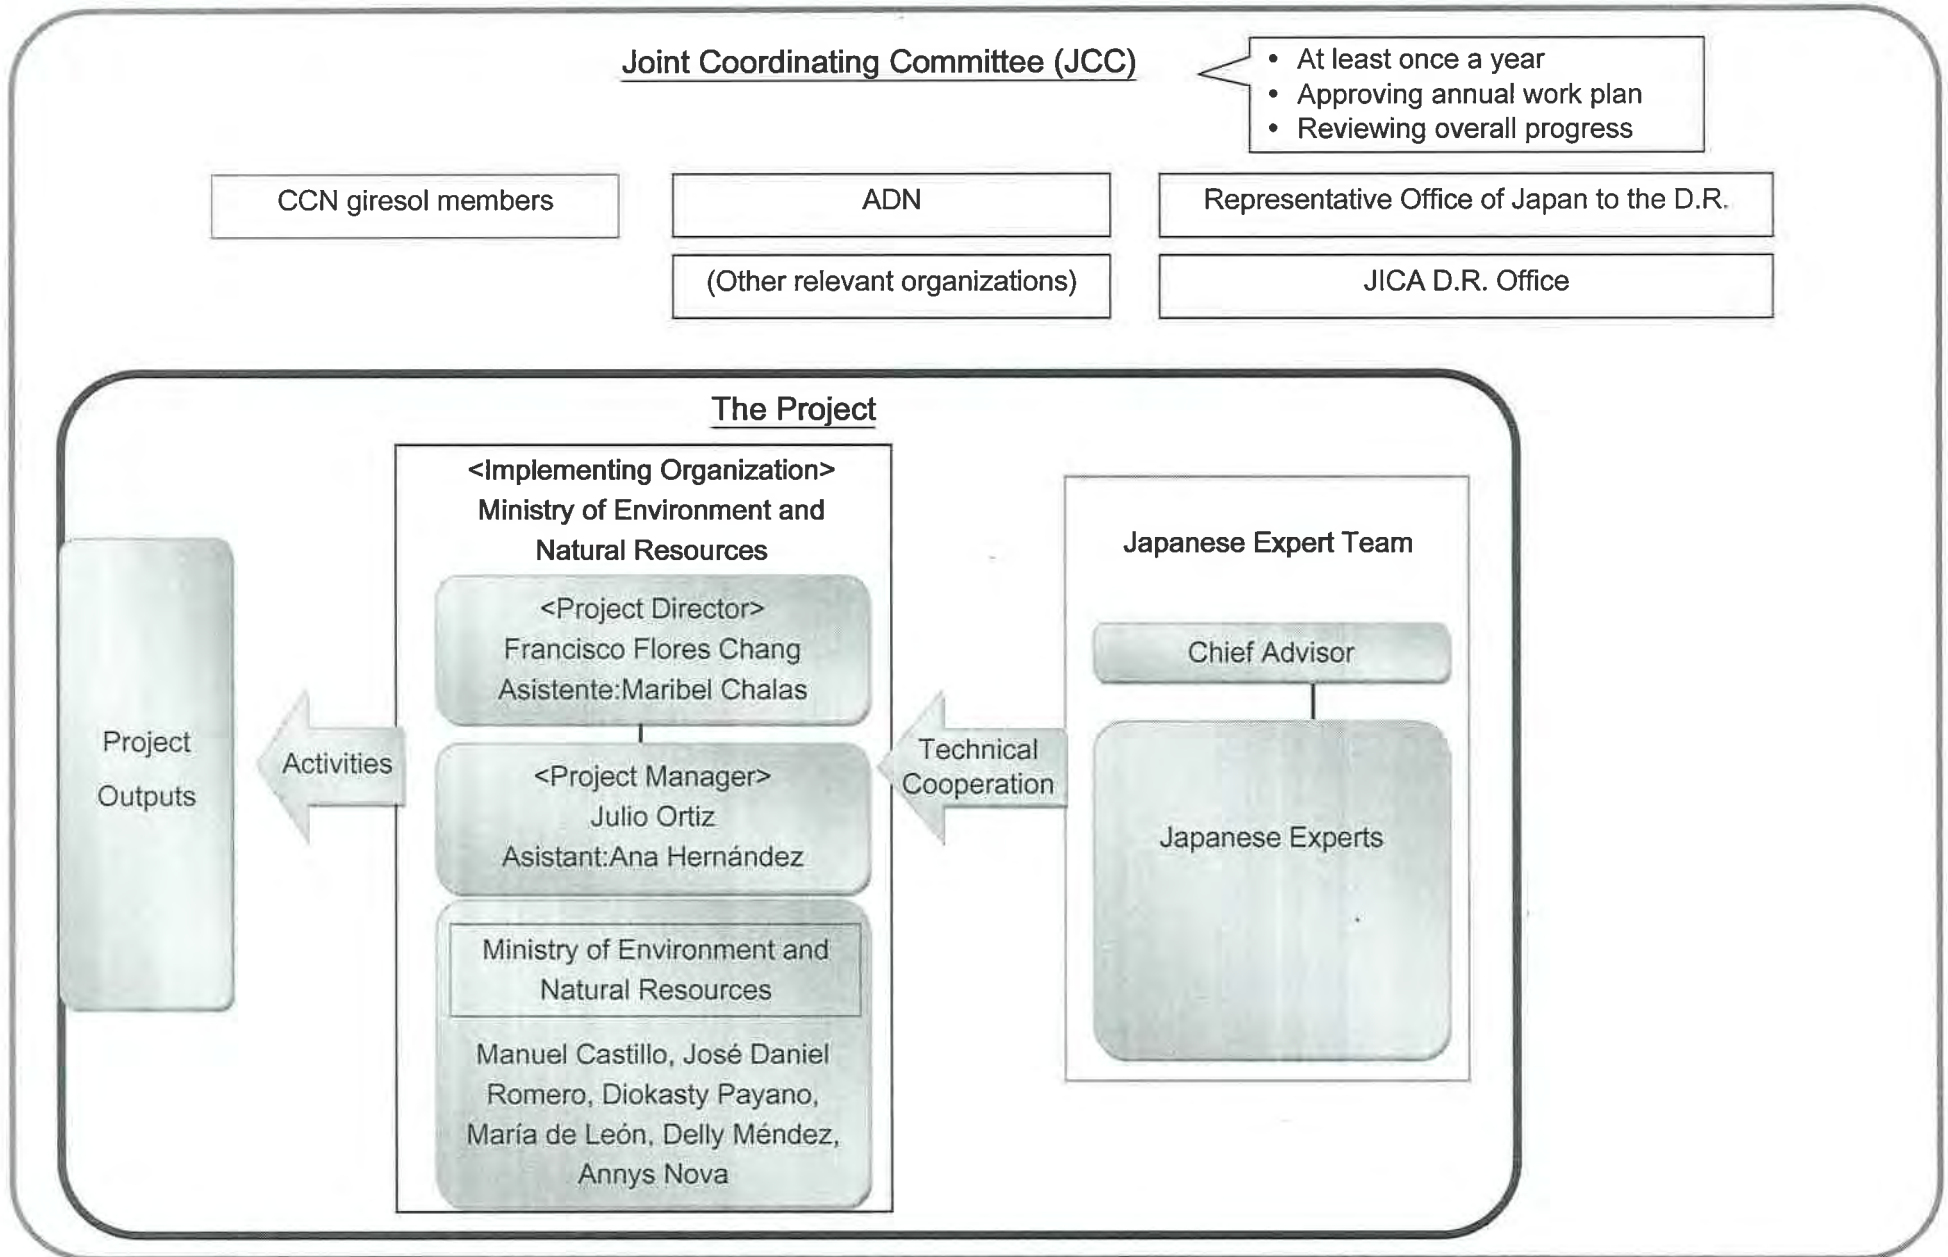 Joint Coordinating Committee (JCC)
• At least once a year
• Approving annual work plan
• Reviewing overall progress
CCN giresol members
ADN
Representative Office of Japan to the D.R.
(Other relevant organizations)
JICA D.R. Office
The Project
<Implementing Organization>
Ministry of Environment and
Natural Resources
<Project Director>
Francisco Flores Chang
Asistente:Maribel Chalas
<Project Manager>
Julio Ortiz
Asistant:Ana Hernández
Ministry of Environment and
Natural Resources
Manuel Castillo, José Daniel
Romero, Diokasty Payano,
María de León, Delly Méndez,
Annys Nova
Project
Outputs
Activities
Technical
Cooperation
Japanese Expert Team
Chief Advisor
Japanese Experts